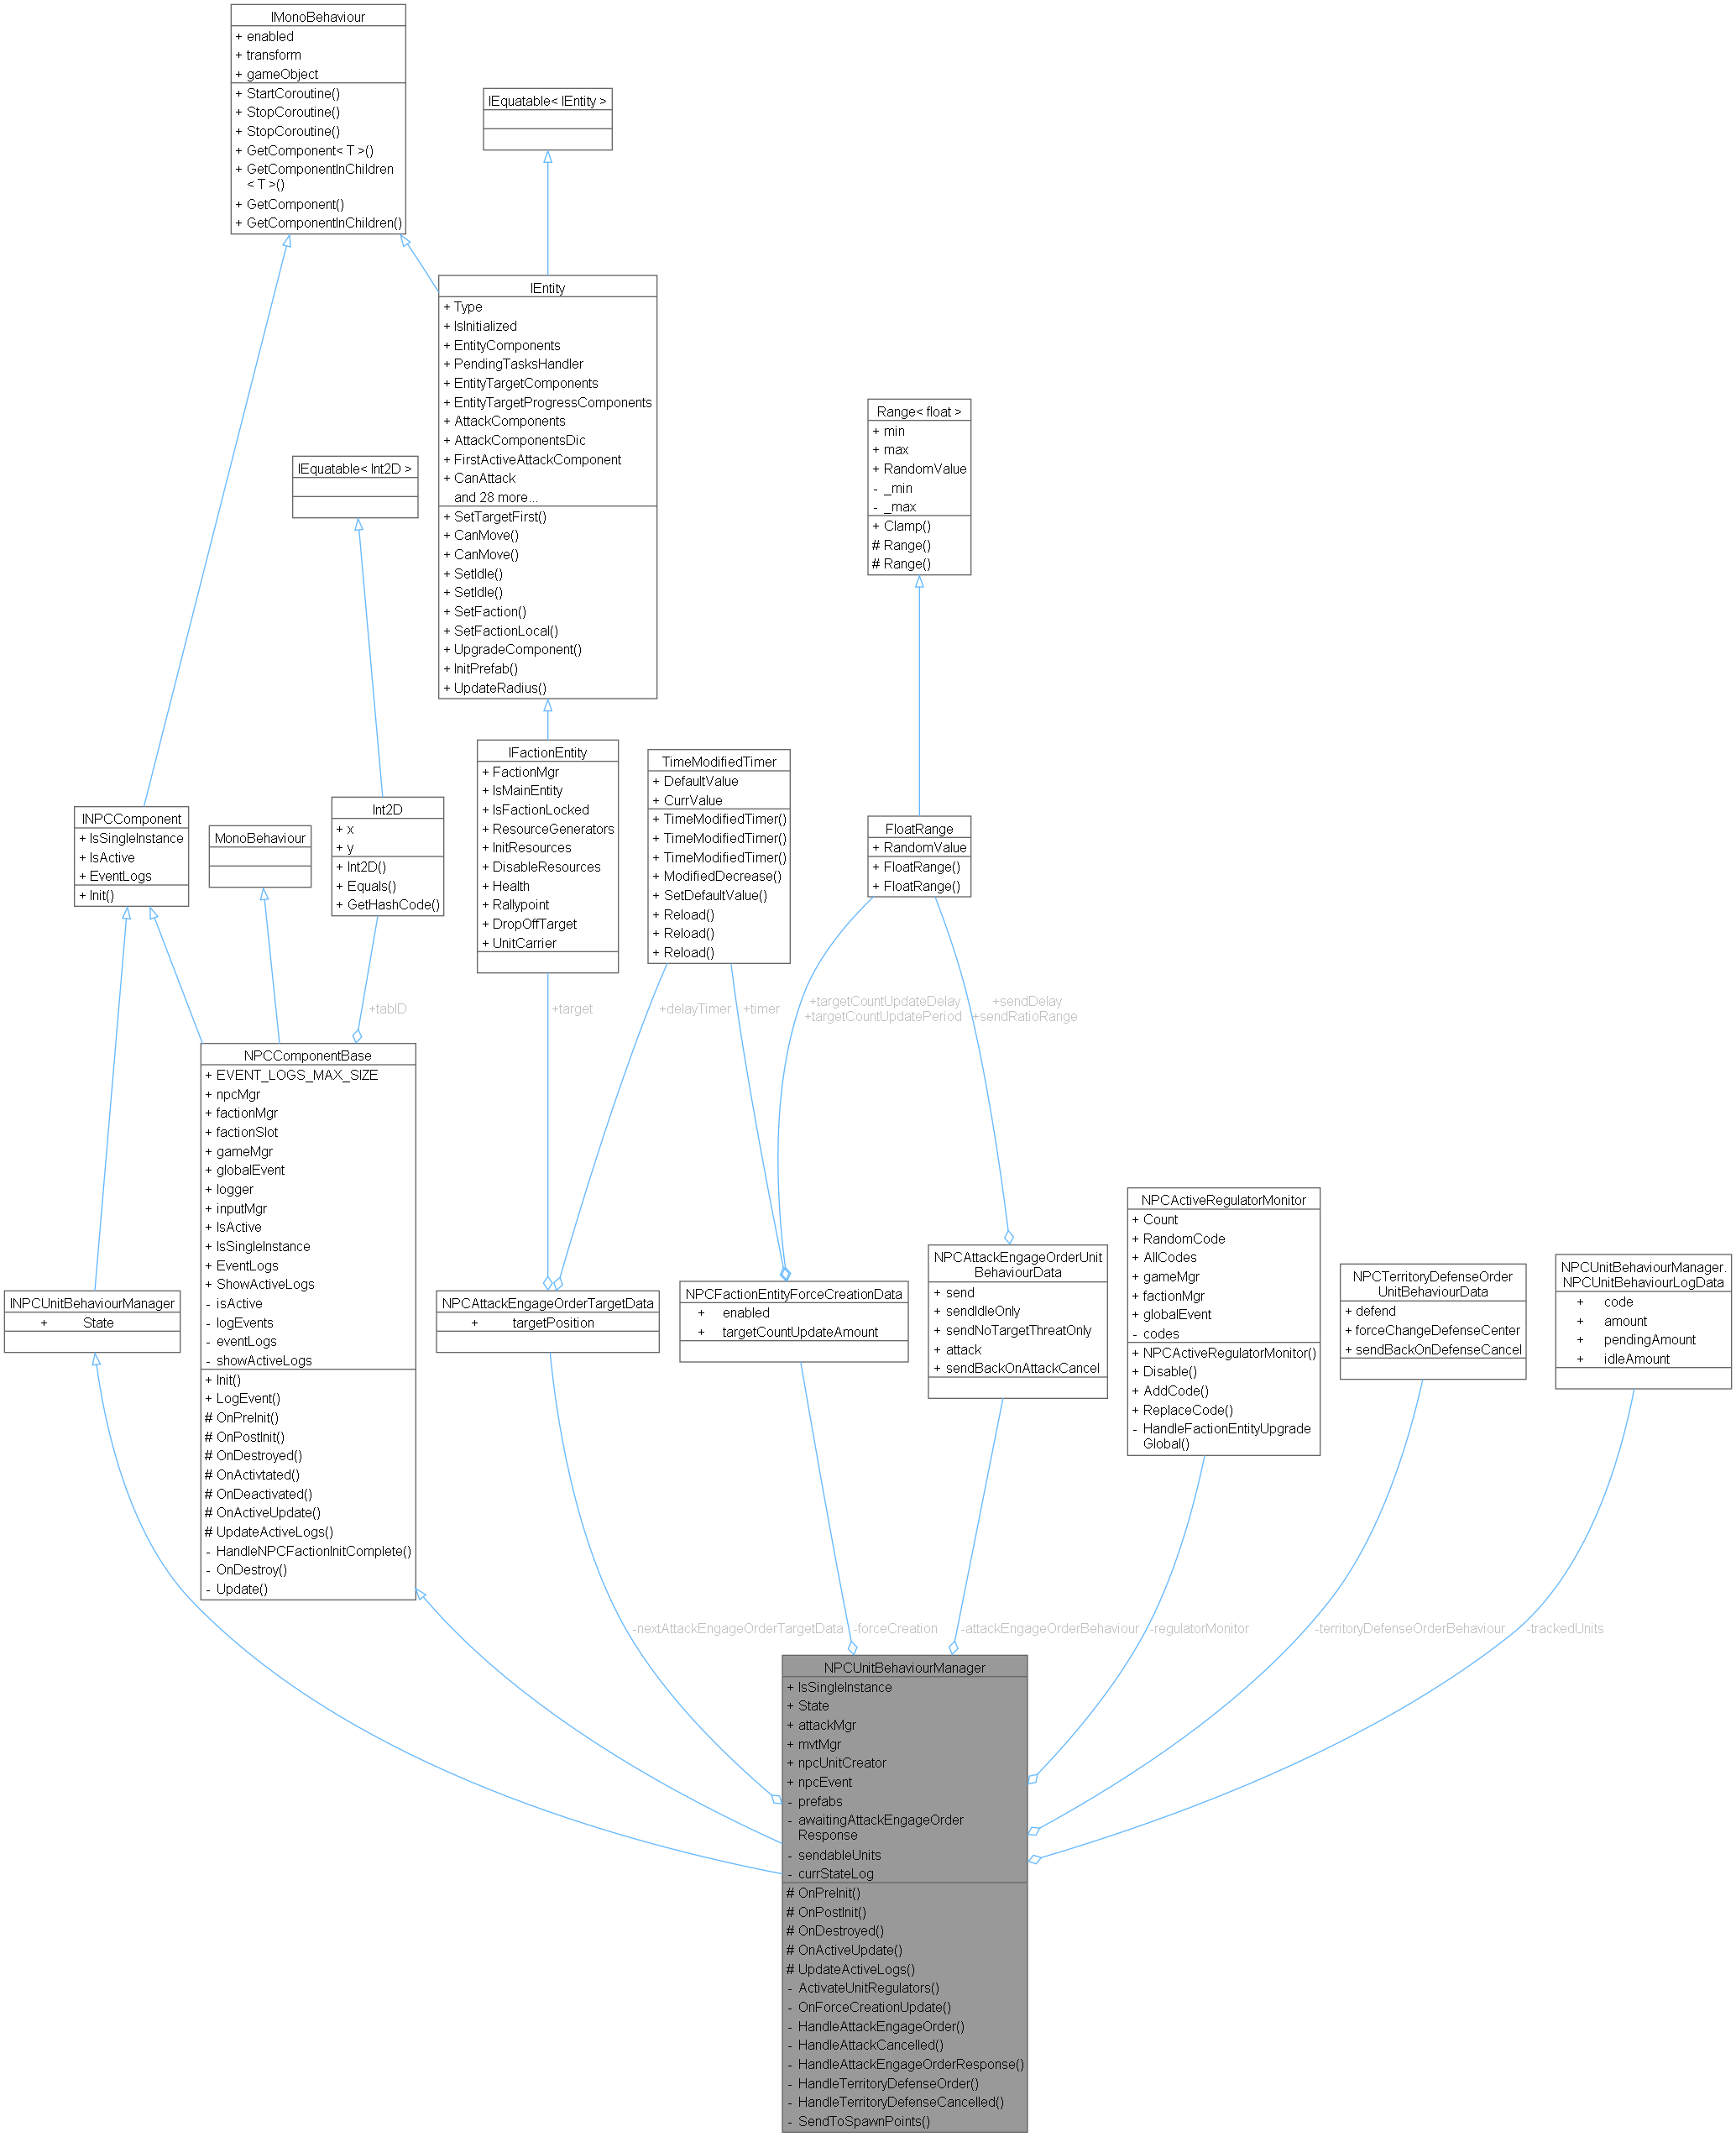 IMonoBehaviour
+ enabled
+ transform
+ gameObject
+ StartCoroutine()
+ StopCoroutine()
+ StopCoroutine()
+ GetComponent< T >()
+ GetComponentInChildren
< T >()
+ GetComponent()
+ GetComponentInChildren()
IEquatable< IEntity >
IEntity
+ Type
+ IsInitialized
+ EntityComponents
+ PendingTasksHandler
+ EntityTargetComponents
+ EntityTargetProgressComponents
+ AttackComponents
+ AttackComponentsDic
+ FirstActiveAttackComponent
+ CanAttack
and 28 more...
+ SetTargetFirst()
+ CanMove()
+ CanMove()
+ SetIdle()
+ SetIdle()
+ SetFaction()
+ SetFactionLocal()
+ UpgradeComponent()
+ InitPrefab()
+ UpdateRadius()
Range< float >
+ min
+ max
+ RandomValue
- _min
- _max
+ Clamp()
# Range()
# Range()
IEquatable< Int2D >
IFactionEntity
+ FactionMgr
+ IsMainEntity
+ IsFactionLocked
+ ResourceGenerators
+ InitResources
+ DisableResources
+ Health
+ Rallypoint
+ DropOffTarget
+ UnitCarrier
TimeModifiedTimer
+ DefaultValue
+ CurrValue
+ TimeModifiedTimer()
+ TimeModifiedTimer()
+ TimeModifiedTimer()
+ ModifiedDecrease()
+ SetDefaultValue()
+ Reload()
+ Reload()
+ Reload()
INPCComponent
+ IsSingleInstance
+ IsActive
+ EventLogs
+ Init()
MonoBehaviour
Int2D
+ x
+ y
+ Int2D()
+ Equals()
+ GetHashCode()
FloatRange
+ RandomValue
+ FloatRange()
+ FloatRange()
+tabID
+target
+delayTimer
+timer
+targetCountUpdateDelay
+targetCountUpdatePeriod
+sendDelay
+sendRatioRange
NPCComponentBase
+ EVENT_LOGS_MAX_SIZE
+ npcMgr
+ factionMgr
+ factionSlot
+ gameMgr
+ globalEvent
+ logger
+ inputMgr
+ IsActive
+ IsSingleInstance
+ EventLogs
+ ShowActiveLogs
- isActive
- logEvents
- eventLogs
- showActiveLogs
+ Init()
+ LogEvent()
# OnPreInit()
# OnPostInit()
# OnDestroyed()
# OnActivtated()
# OnDeactivated()
# OnActiveUpdate()
# UpdateActiveLogs()
- HandleNPCFactionInitComplete()
- OnDestroy()
- Update()
INPCUnitBehaviourManager
+ State
NPCAttackEngageOrderTargetData
+ targetPosition
NPCFactionEntityForceCreationData
+ enabled
+ targetCountUpdateAmount
NPCAttackEngageOrderUnit
BehaviourData
+ send
+ sendIdleOnly
+ sendNoTargetThreatOnly
+ attack
+ sendBackOnAttackCancel
NPCActiveRegulatorMonitor
+ Count
+ RandomCode
+ AllCodes
+ gameMgr
+ factionMgr
+ globalEvent
- codes
+ NPCActiveRegulatorMonitor()
+ Disable()
+ AddCode()
+ ReplaceCode()
- HandleFactionEntityUpgrade
Global()
NPCTerritoryDefenseOrder
UnitBehaviourData
+ defend
+ forceChangeDefenseCenter
+ sendBackOnDefenseCancel
NPCUnitBehaviourManager.
NPCUnitBehaviourLogData
+ code
+ amount
+ pendingAmount
+ idleAmount
-nextAttackEngageOrderTargetData
-forceCreation
-attackEngageOrderBehaviour
-regulatorMonitor
-territoryDefenseOrderBehaviour
-trackedUnits
NPCUnitBehaviourManager
+ IsSingleInstance
+ State
+ attackMgr
+ mvtMgr
+ npcUnitCreator
+ npcEvent
- prefabs
- awaitingAttackEngageOrder
Response
- sendableUnits
- currStateLog
# OnPreInit()
# OnPostInit()
# OnDestroyed()
# OnActiveUpdate()
# UpdateActiveLogs()
- ActivateUnitRegulators()
- OnForceCreationUpdate()
- HandleAttackEngageOrder()
- HandleAttackCancelled()
- HandleAttackEngageOrderResponse()
- HandleTerritoryDefenseOrder()
- HandleTerritoryDefenseCancelled()
- SendToSpawnPoints()